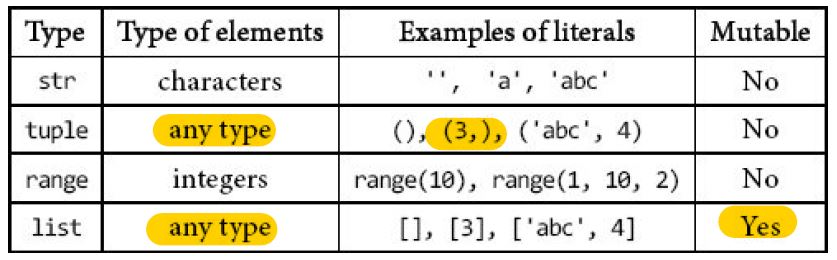 Type Type of elements Examples of literals Mutable
str characters '', 'a', 'abc' No
tuple any type (), (3,), ('abc', 4) No
range integers range(10), range(1, 10, 2) No
list any type [], [3], ['abc', 4] Yes